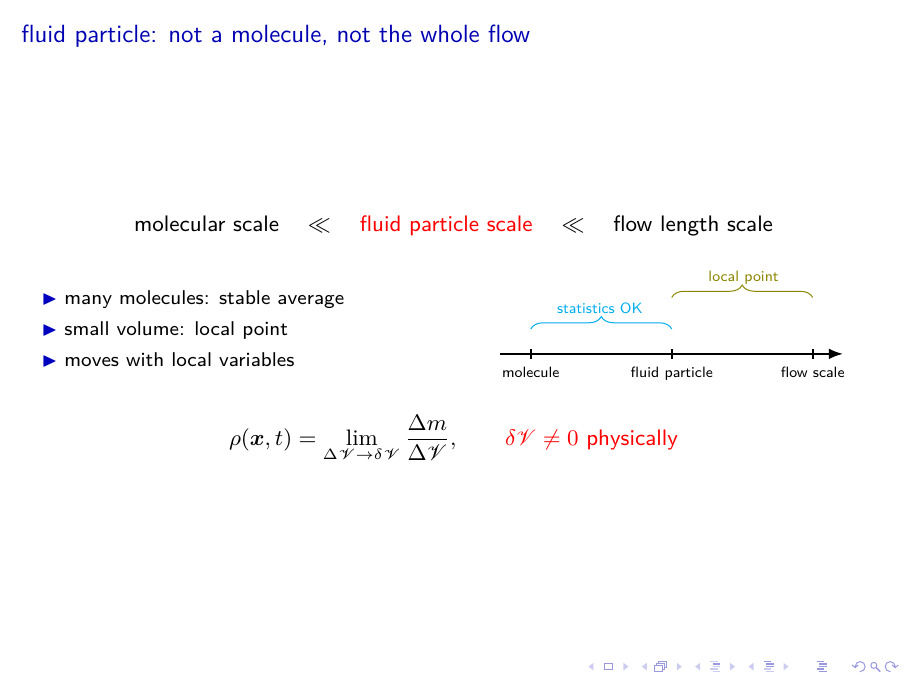 fluid particle: not a molecule, not the whole flow
molecular scale ≪ fluid particle scale ≪ flow length scale
▶ many molecules: stable average
▶ small volume: local point
▶ moves with local variables
local point
statistics OK
molecule fluid particle flow scale
ρ(𝒙, t) = lim_{Δ𝒱→δ𝒱} Δm/Δ𝒱, δ𝒱 ≠ 0 physically